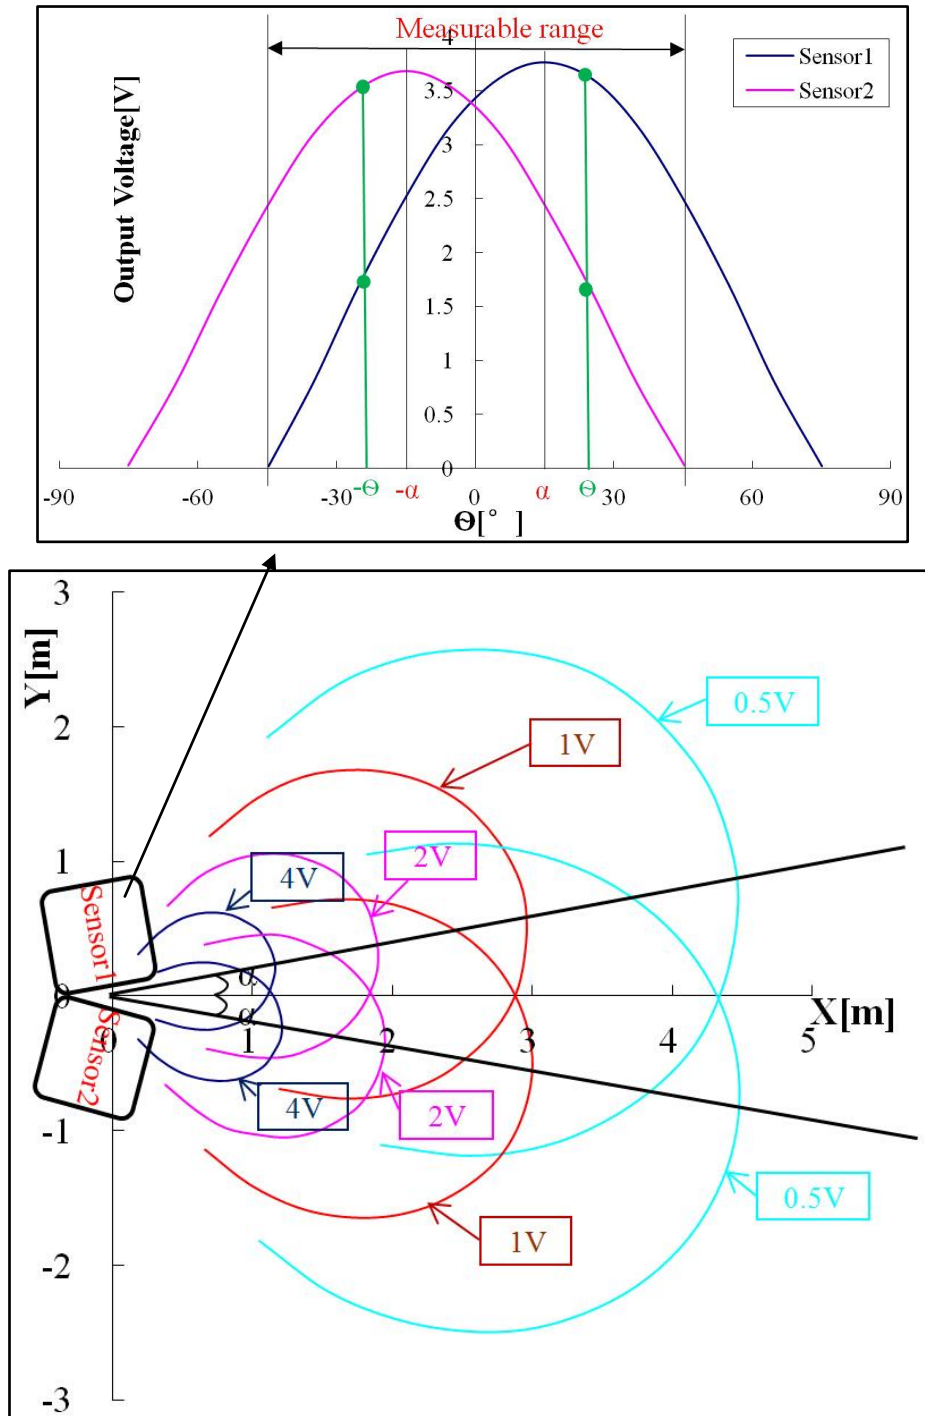 Measurable range
4
Sensor1
Sensor2
Output Voltage[V]
3.5
3
2.5
2
1.5
1
0.5
0
-90
-60
-30
-Θ
-α
0
α
Θ
30
60
90
Θ[° ]
3
Y[m]
2
1
0
-1
-2
-3
0.5V
1V
2V
4V
Sensor1
α
α
Sensor2
0
1
2
3
4
5
X[m]
4V
2V
0.5V
1V